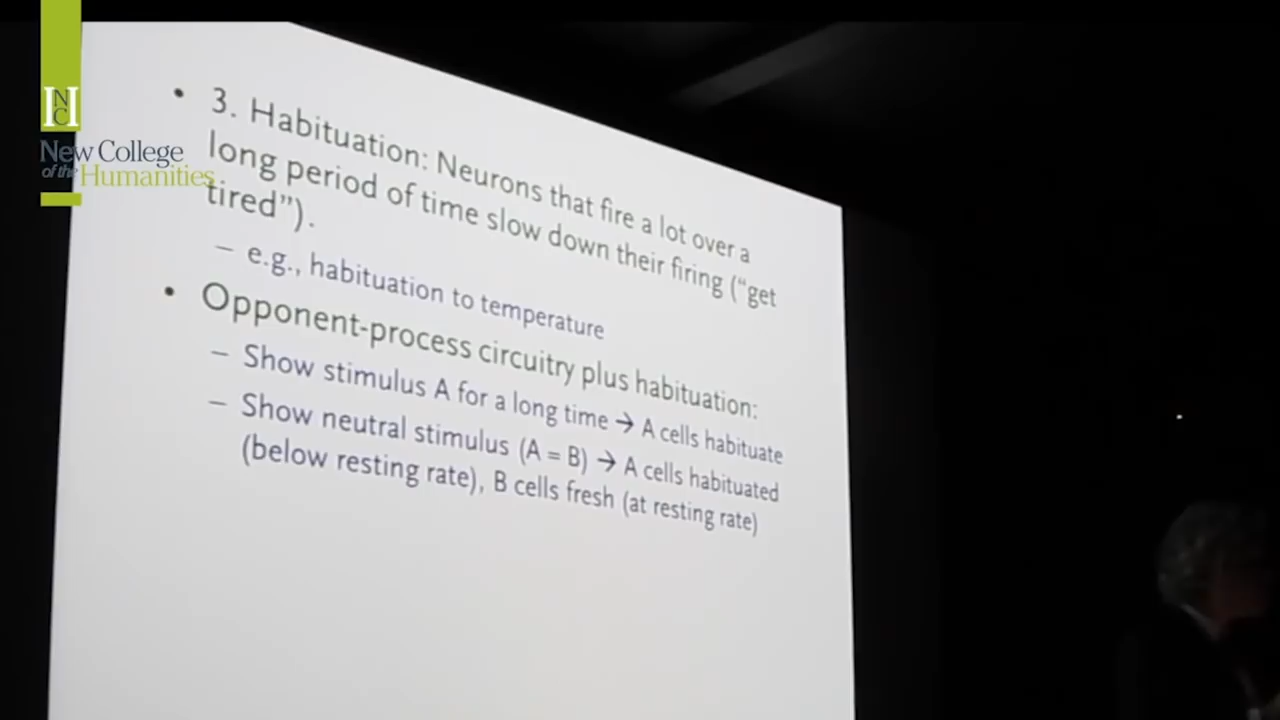 NCH
New College
of the Humanities
• 3. Habituation: Neurons that fire a lot over a
long period of time slow down their firing (“get
tired”).
– e.g., habituation to temperature
• Opponent-process circuitry plus habituation:
– Show stimulus A for a long time → A cells habituate
– Show neutral stimulus (A = B) → A cells habituated
(below resting rate), B cells fresh (at resting rate)